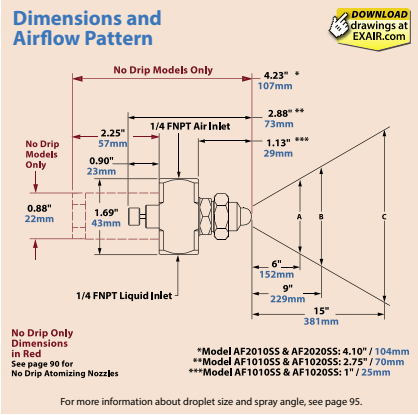 Dimensions and
Airflow Pattern
DOWNLOAD
drawings at
EXAIR.com
No Drip Models Only
4.23" *
107mm
2.88" **
73mm
2.25"
57mm
1/4 FNPT Air Inlet
1.13" ***
29mm
No Drip
Models
Only
0.90"
23mm
0.88"
22mm
1.69"
43mm
A
B
C
6"
152mm
9"
229mm
1/4 FNPT Liquid Inlet
15"
381mm
No Drip Only
Dimensions
in Red
See page 90 for
No Drip Atomizing Nozzles
*Model AF2010SS & AF2020SS: 4.10" / 104mm
**Model AF1010SS & AF1020SS: 2.75" / 70mm
***Model AF1010SS & AF1020SS: 1" / 25mm
For more information about droplet size and spray angle, see page 95.